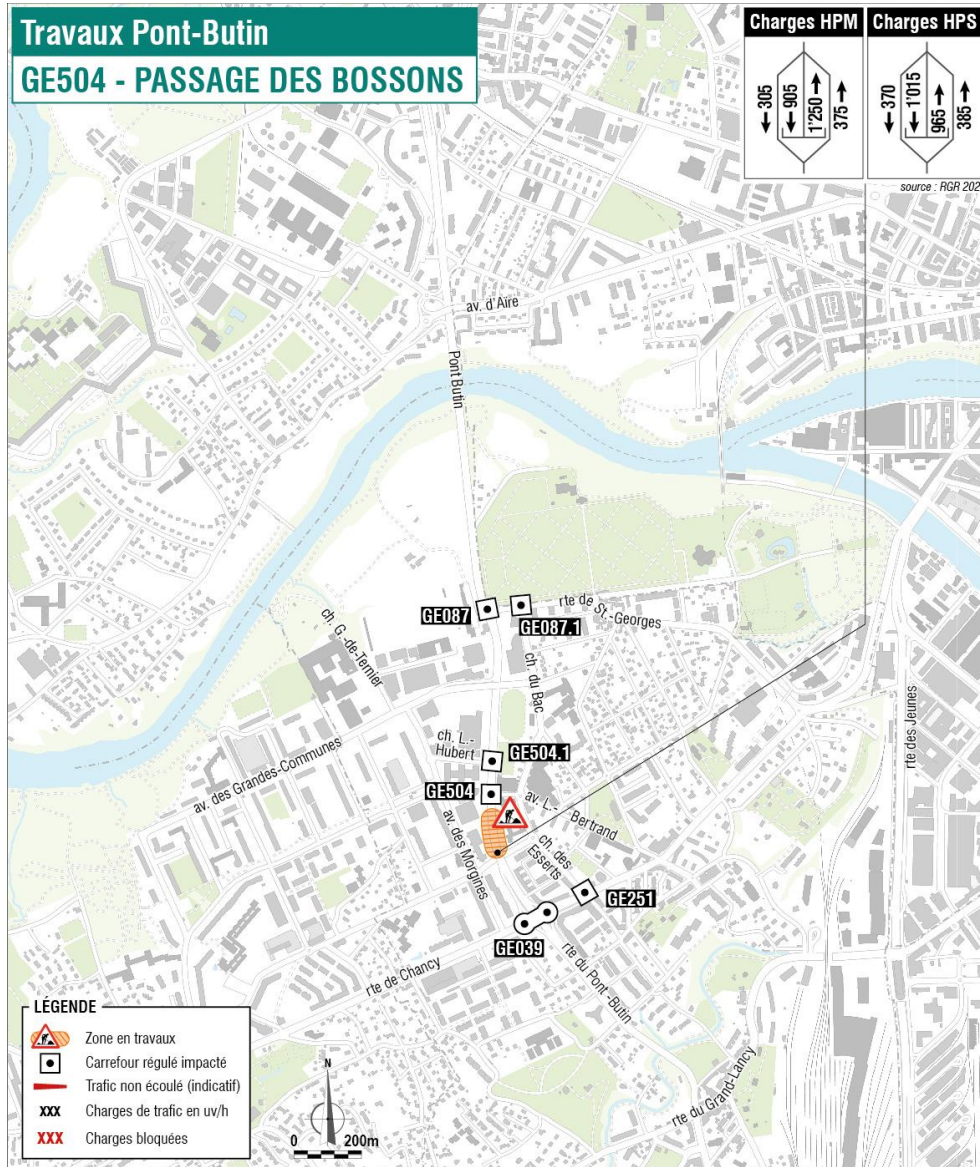 Travaux Pont-Butin
GE504 - PASSAGE DES BOSSONS
Charges HPM
← 305
← 905
1'250 →
375 →
Charges HPS
← 370
← 1'015
965 →
385 →
source : RGR 202
av. d'Aïre
Pont Butin
GE087
GE087.1
rte de St.-Georges
ch. G.-de-Ternier
ch. du Bac
av. des Grandes-Communes
ch. L.-
Hubert
GE504.1
GE504
av. L.- Bertrand
av. des Morgines
ch. des
Esserts
GE251
GE039
rte de Chancy
rte du Pont -Butin
rte des Jeunes
rte du Grand-Lancy
LÉGENDE
Zone en travaux
Carrefour régulé impacté
Trafic non écoulé (indicatif)
XXX Charges de trafic en uv/h
XXX Charges bloquées
N
0 200m